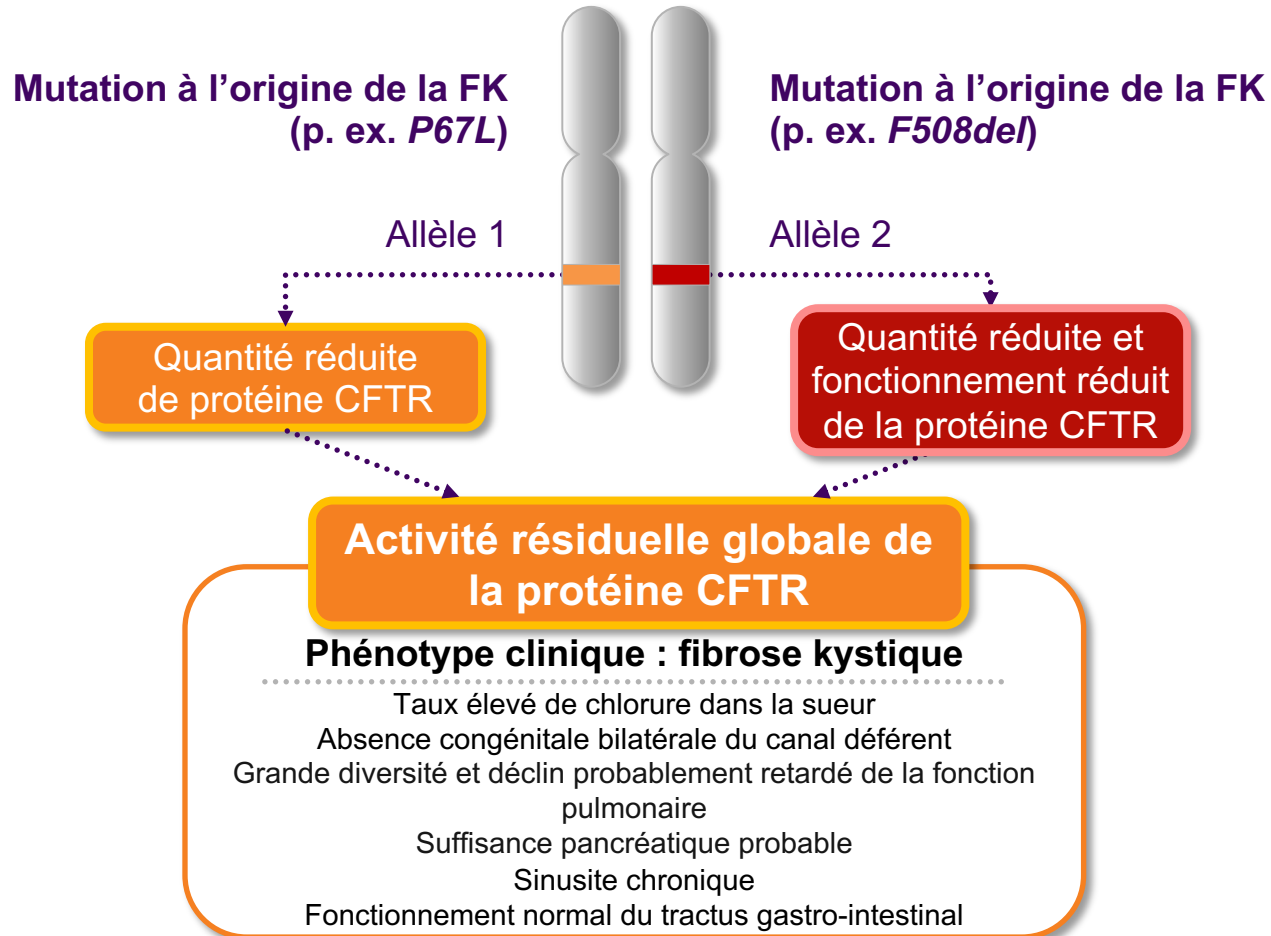 Mutation à l’origine de la FK
(p. ex. P67L)
Mutation à l’origine de la FK
(p. ex. F508del)
Allèle 1
Allèle 2
Quantité réduite
de protéine CFTR
Quantité réduite et
fonctionnement réduit
de la protéine CFTR
Activité résiduelle globale de
la protéine CFTR
Phénotype clinique : fibrose kystique
Taux élevé de chlorure dans la sueur
Absence congénitale bilatérale du canal déférent
Grande diversité et déclin probablement retardé de la fonction
pulmonaire
Suffisance pancréatique probable
Sinusite chronique
Fonctionnement normal du tractus gastro-intestinal